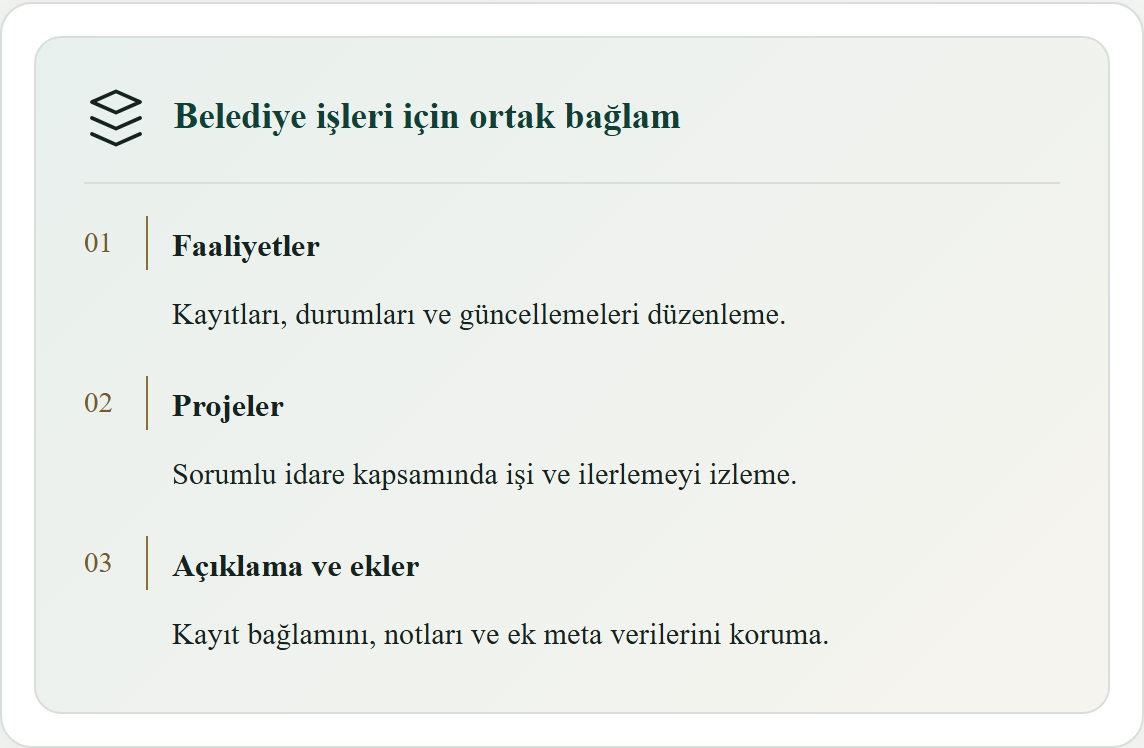 Belediye işleri için ortak bağlam
01 Faaliyetler
Kayıtları, durumları ve güncellemeleri düzenleme.
02 Projeler
Sorumlu idare kapsamında işi ve ilerlemeyi izleme.
03 Açıklama ve ekler
Kayıt bağlamını, notları ve ek meta verilerini koruma.